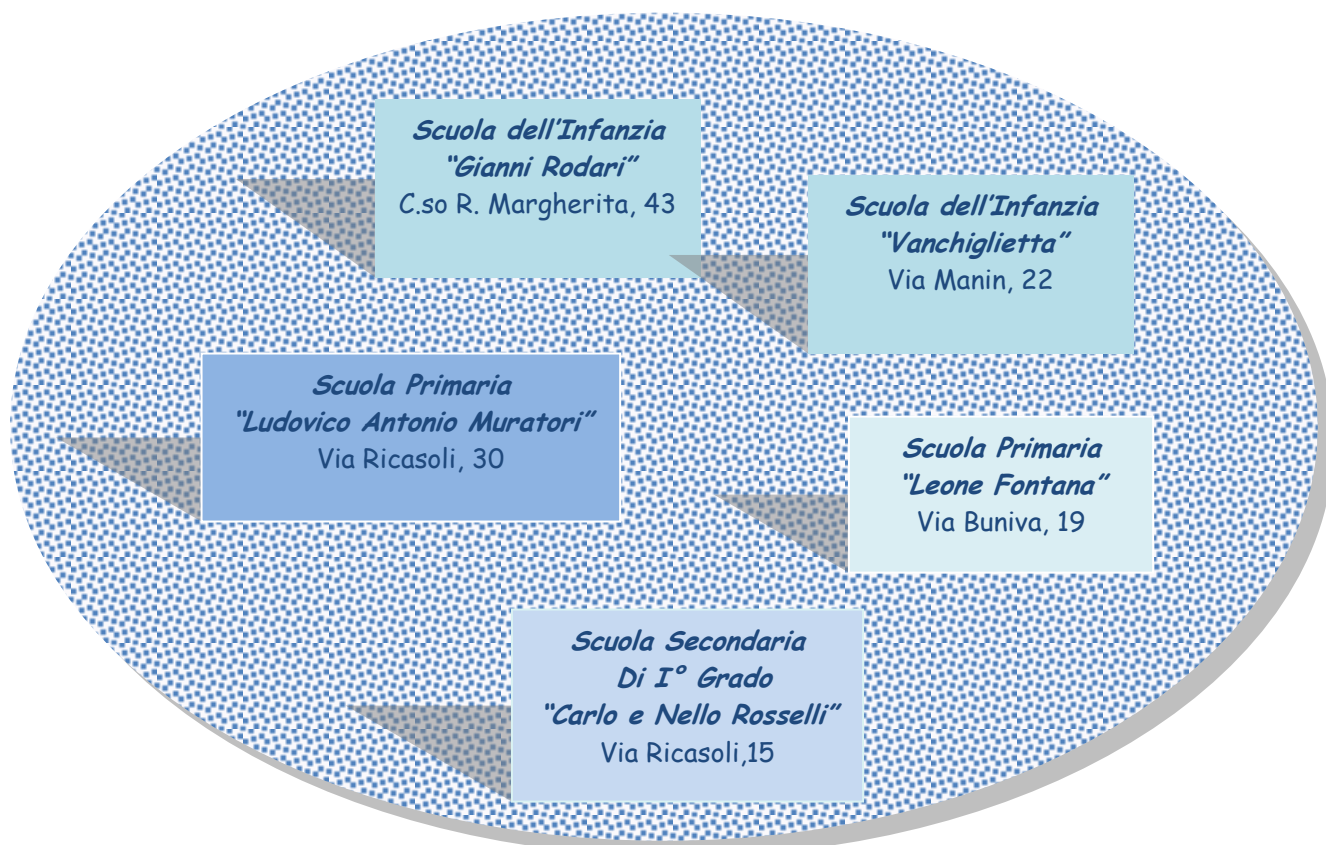 Scuola dell'Infanzia
"Gianni Rodari"
C.so R. Margherita, 43
Scuola dell'Infanzia
"Vanchiglietta"
Via Manin, 22
Scuola Primaria
"Ludovico Antonio Muratori"
Via Ricasoli, 30
Scuola Primaria
"Leone Fontana"
Via Buniva, 19
Scuola Secondaria
Di I° Grado
"Carlo e Nello Rosselli"
Via Ricasoli,15